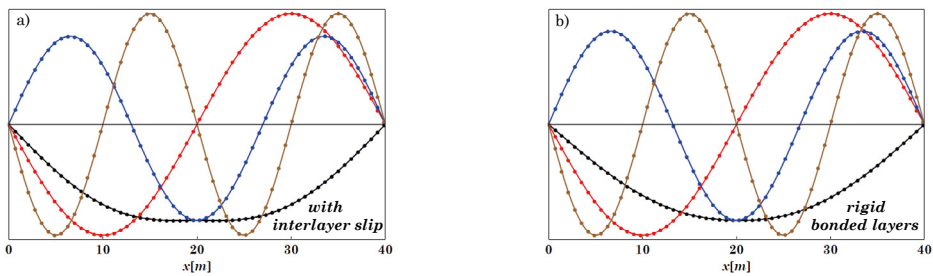 a)
with
interlayer slip
0 10 20 30 40
x[m]
b)
rigid
bonded layers
0 10 20 30 40
x[m]